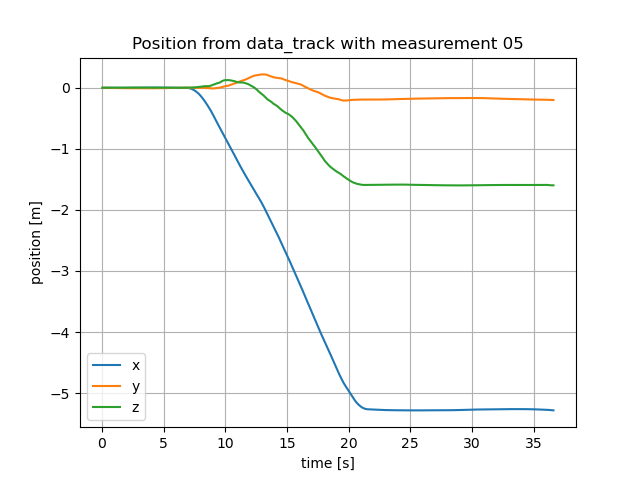 Position from data_track with measurement 05
position [m]
0
−1
−2
−3
−4
−5
x
y
z
0 5 10 15 20 25 30 35
time [s]